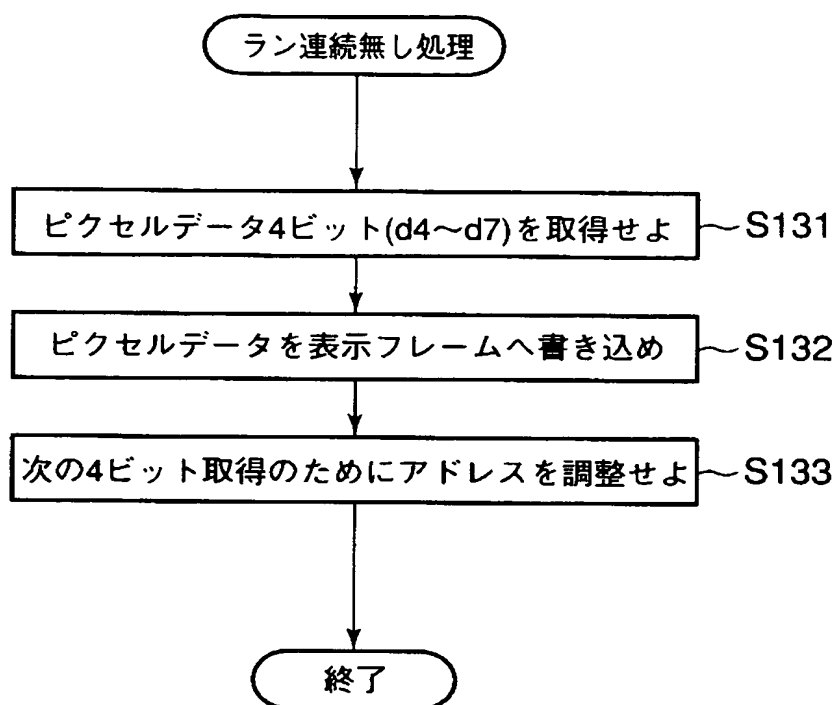 ラン連続無し処理
ピクセルデータ4ビット(d4～d7)を取得せよ
S131
ピクセルデータを表示フレームへ書き込め
S132
次の4ビット取得のためにアドレスを調整せよ
S133
終了